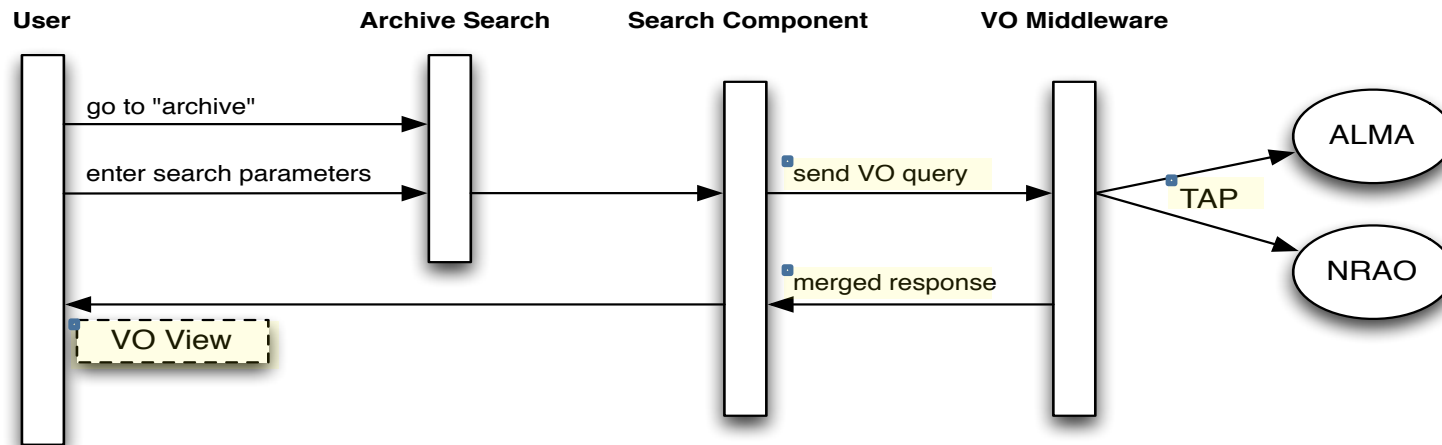 User
Archive Search
Search Component
VO Middleware
go to "archive"
ALMA
enter search parameters
send VO query
TAP
NRAO
merged response
VO View